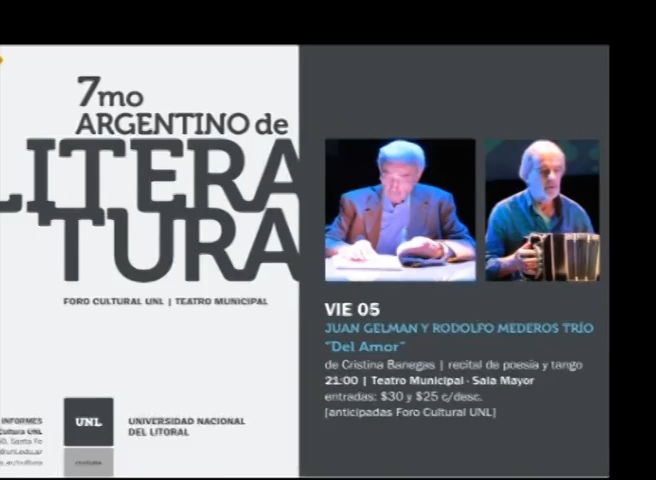 7mo
ARGENTINO de
LITERA
TURA
FORO CULTURAL UNL | TEATRO MUNICIPAL
VIE 05
JUAN GELMAN Y RODOLFO MEDEROS TRÍO
"Del Amor"
de Cristina Banegas | recital de poesía y tango
21:00 | Teatro Municipal · Sala Mayor
entradas: $30 y $25 c/desc.
[anticipadas Foro Cultural UNL]
INFORMES
Cultura UNL
Santa Fe
UNL
UNIVERSIDAD NACIONAL
DEL LITORAL